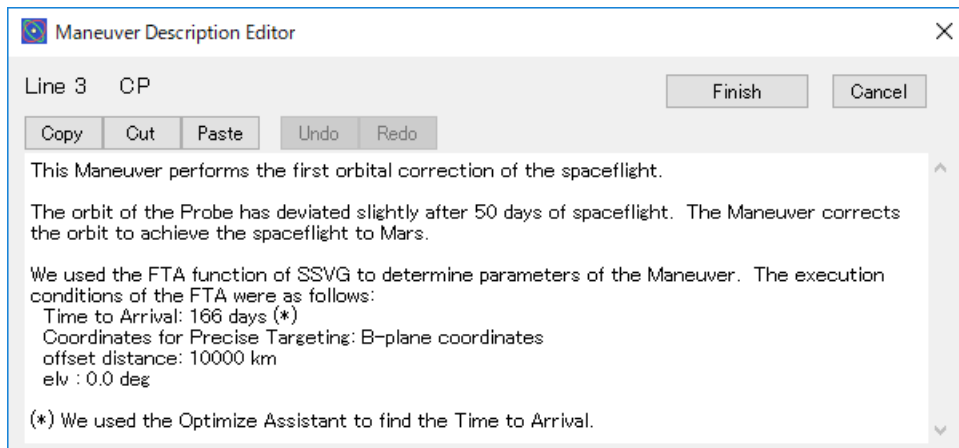 Maneuver Description Editor
Line 3 CP
Finish Cancel
Copy Cut Paste Undo Redo
This Maneuver performs the first orbital correction of the spaceflight.
The orbit of the Probe has deviated slightly after 50 days of spaceflight. The Maneuver corrects
the orbit to achieve the spaceflight to Mars.
We used the FTA function of SSVG to determine parameters of the Maneuver. The execution
conditions of the FTA were as follows:
Time to Arrival: 166 days (*)
Coordinates for Precise Targeting: B-plane coordinates
offset distance: 10000 km
elv : 0.0 deg
(*) We used the Optimize Assistant to find the Time to Arrival.